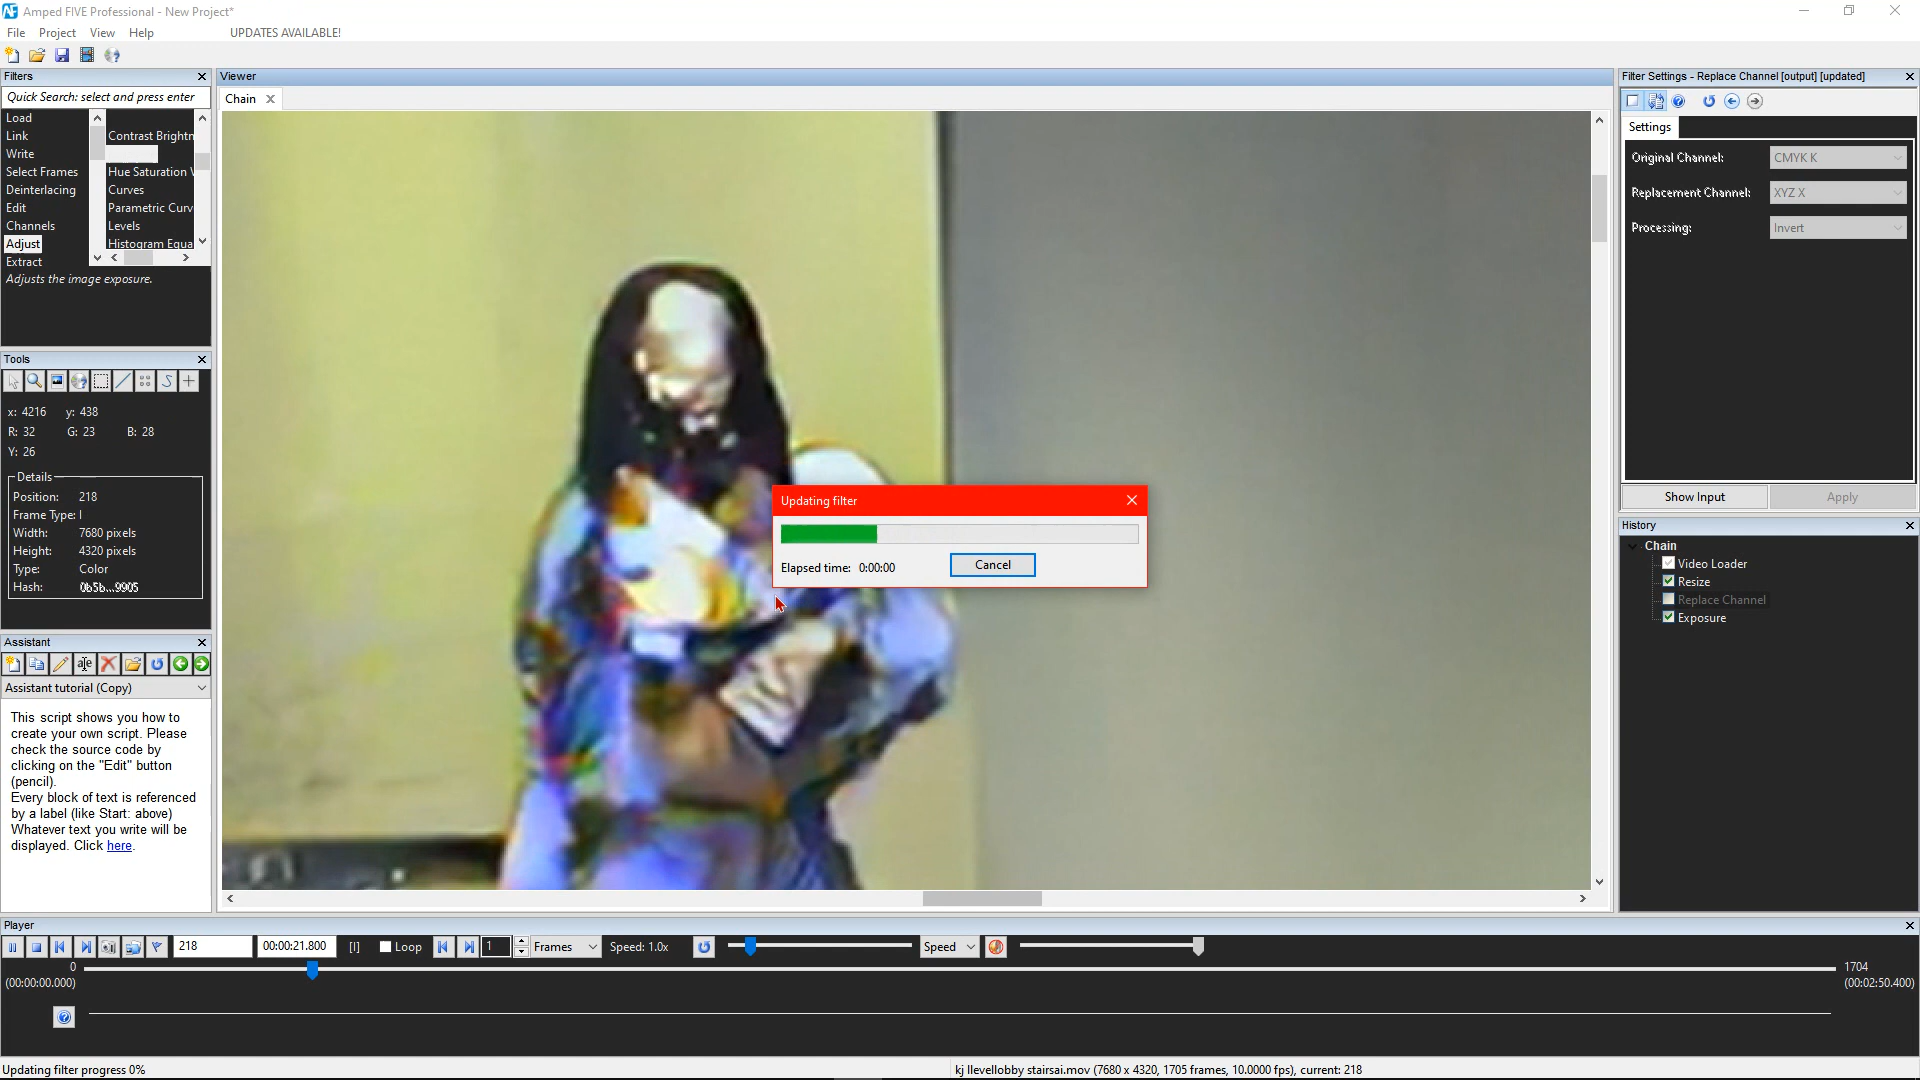 Amped FIVE Professional - New Project*
File Project View Help UPDATES AVAILABLE!
Filters
Quick Search: select and press enter
Load
Link
Write
Select Frames
Deinterlacing
Edit
Channels
Adjust
Extract
Contrast Brightn
Hue Saturation V
Curves
Parametric Curv
Levels
Histogram Equa
Adjusts the image exposure.
Tools
x: 4216 y: 438
R: 32 G: 23 B: 28
Y: 26
Details
Position: 218
Frame Type: I
Width: 7680 pixels
Height: 4320 pixels
Type: Color
Hash: 0b5b...9905
Assistant
Assistant tutorial (Copy)
This script shows you how to
create your own script. Please
check the source code by
clicking on the "Edit" button
(pencil).
Every block of text is referenced
by a label (like Start: above)
Whatever text you write will be
displayed. Click here.
Viewer
Chain
Updating filter
Elapsed time: 0:00:00
Cancel
Filter Settings - Replace Channel [output] [updated]
Settings
Original Channel: CMYK K
Replacement Channel: XYZ X
Processing: Invert
Show Input Apply
History
Chain
Video Loader
Resize
Replace Channel
Exposure
Player
218 00:00:21.800 [I] Loop 1 Frames Speed: 1.0x Speed
0 1704
(00:00:00.000) (00:02:50.400)
Updating filter progress 0% kj llevellobby stairsai.mov (7680 x 4320, 1705 frames, 10.0000 fps), current: 218